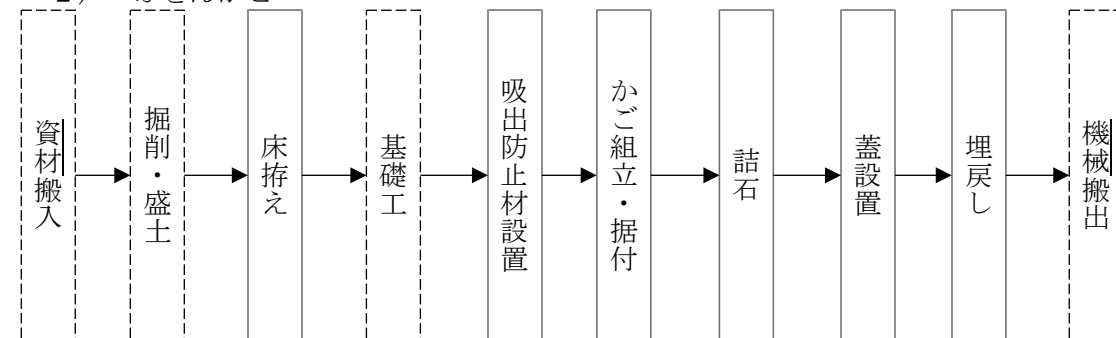 資材搬入
掘削・盛土
床拵え
基礎工
吸出防止材設置
かご組立・据付
詰石
蓋設置
埋戻し
機械搬出